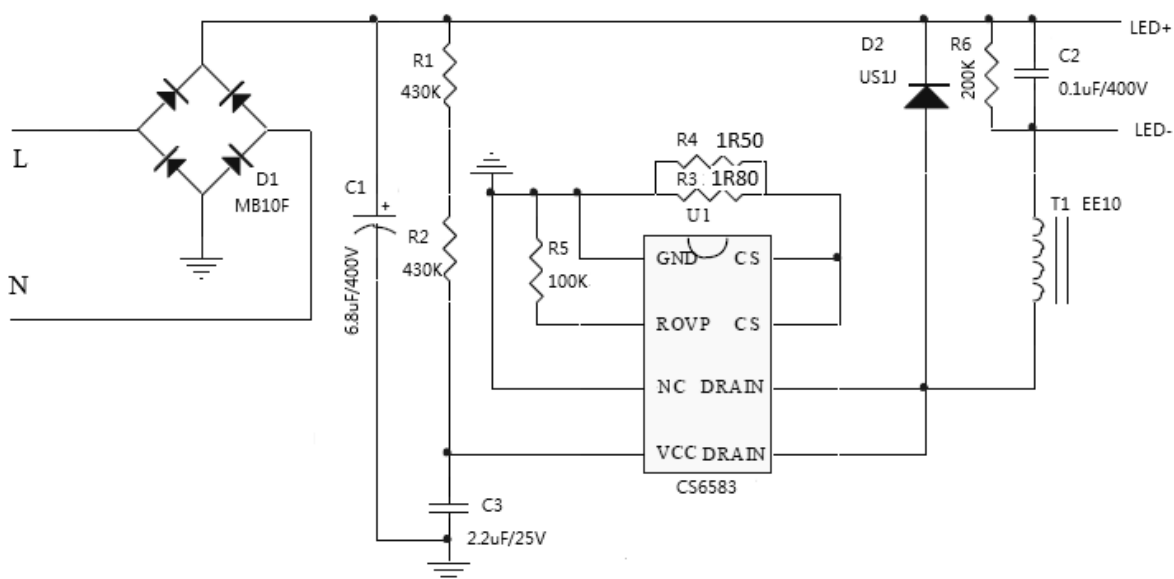 LED+
D2
US1J
R6
200K
C2
0.1uF/400V
LED-
R1
430K
L
D1
MB10F
R4 1R50
R3 1R80
U1
C1
+
6.8uF/400V
R2
430K
R5
100K
T1 EE10
N
GND CS
ROVP CS
NC DRAIN
VCC DRAIN
CS6583
C3
2.2uF/25V